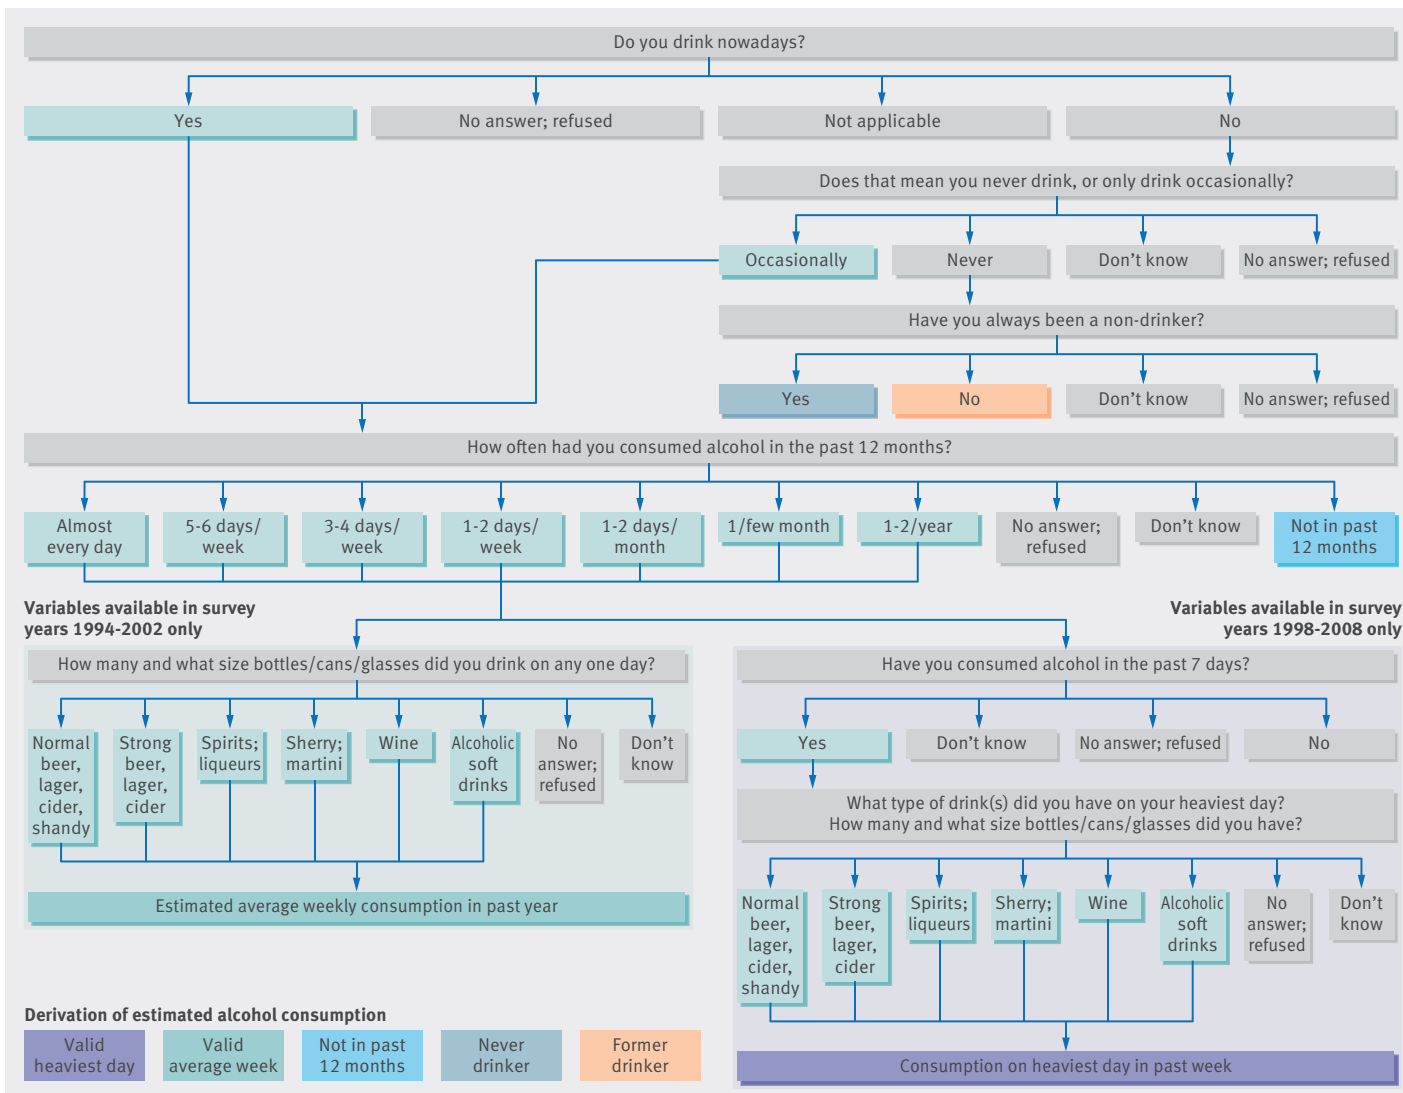 Do you drink nowadays?
Yes
No answer; refused
Not applicable
No
Does that mean you never drink, or only drink occasionally?
Occasionally
Never
Don't know
No answer; refused
Have you always been a non-drinker?
Yes
No
Don't know
No answer; refused
How often had you consumed alcohol in the past 12 months?
Almost
every day
5-6 days/
week
3-4 days/
week
1-2 days/
week
1-2 days/
month
1/few month
1-2/year
No answer;
refused
Don't know
Not in past
12 months
Variables available in survey
years 1994-2002 only
How many and what size bottles/cans/glasses did you drink on any one day?
Normal
beer,
lager,
cider,
shandy
Strong
beer,
lager,
cider
Spirits;
liqueurs
Sherry;
martini
Wine
Alcoholic
soft
drinks
No
answer;
refused
Don't
know
Estimated average weekly consumption in past year
Variables available in survey
years 1998-2008 only
Have you consumed alcohol in the past 7 days?
Yes
Don't know
No answer; refused
No
What type of drink(s) did you have on your heaviest day?
How many and what size bottles/cans/glasses did you have?
Normal
beer,
lager,
cider,
shandy
Strong
beer,
lager,
cider
Spirits;
liqueurs
Sherry;
martini
Wine
Alcoholic
soft
drinks
No
answer;
refused
Don't
know
Consumption on heaviest day in past week
Derivation of estimated alcohol consumption
Valid
heaviest day
Valid
average week
Not in past
12 months
Never
drinker
Former
drinker